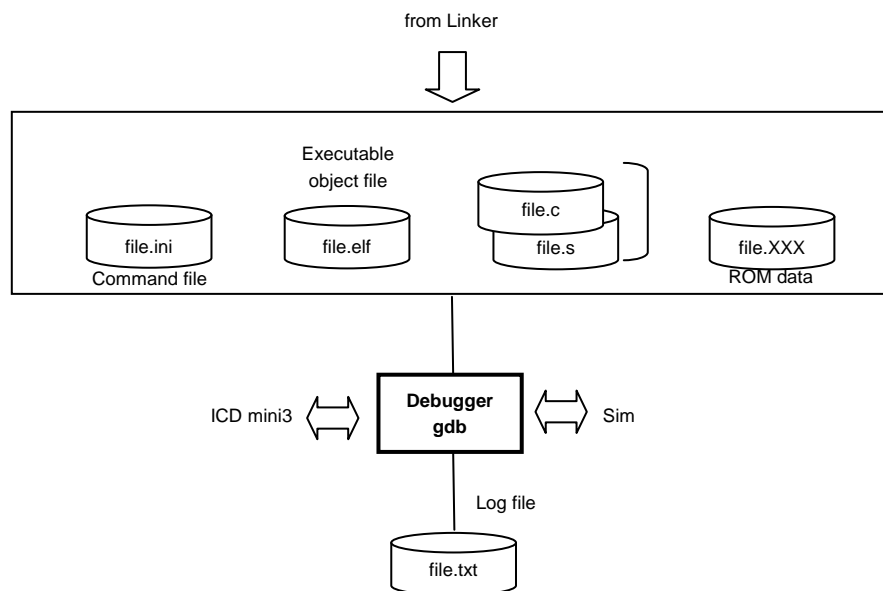 from Linker
Executable
object file
file.c
file.ini
file.elf
file.s
file.XXX
Command file
ROM data
Debugger
gdb
ICD mini3
Sim
Log file
file.txt